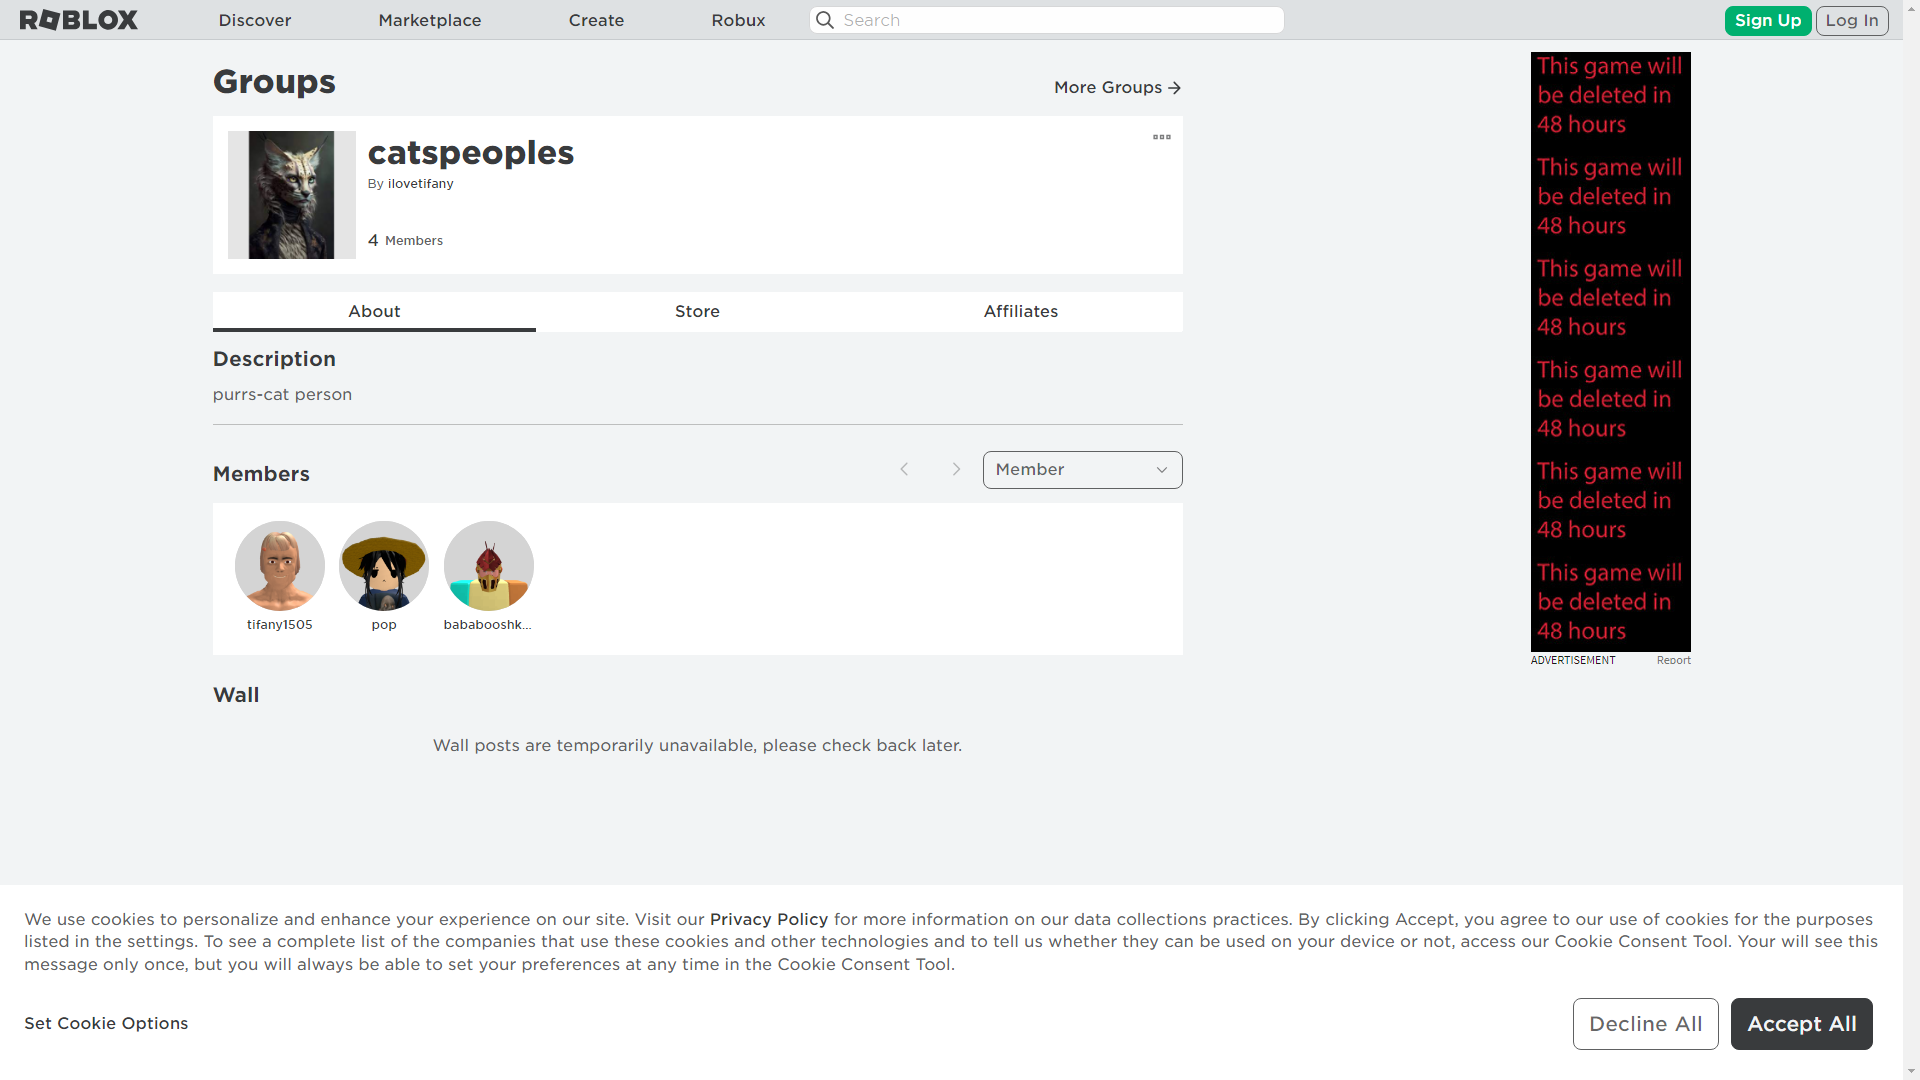 ROBLOX
Discover
Marketplace
Create
Robux
Search
Sign Up
Log In
Groups
More Groups
catspeoples
By ilovetifany
4 Members
About
Store
Affiliates
Description
purrs-cat person
Members
Member
tifany1505
pop
bababooshk...
Wall
Wall posts are temporarily unavailable, please check back later.
This game will
be deleted in
48 hours
This game will
be deleted in
48 hours
This game will
be deleted in
48 hours
This game will
be deleted in
48 hours
This game will
be deleted in
48 hours
This game will
be deleted in
48 hours
ADVERTISEMENT
Report
We use cookies to personalize and enhance your experience on our site. Visit our Privacy Policy for more information on our data collections practices. By clicking Accept, you agree to our use of cookies for the purposes
listed in the settings. To see a complete list of the companies that use these cookies and other technologies and to tell us whether they can be used on your device or not, access our Cookie Consent Tool. Your will see this
message only once, but you will always be able to set your preferences at any time in the Cookie Consent Tool.
Set Cookie Options
Decline All
Accept All